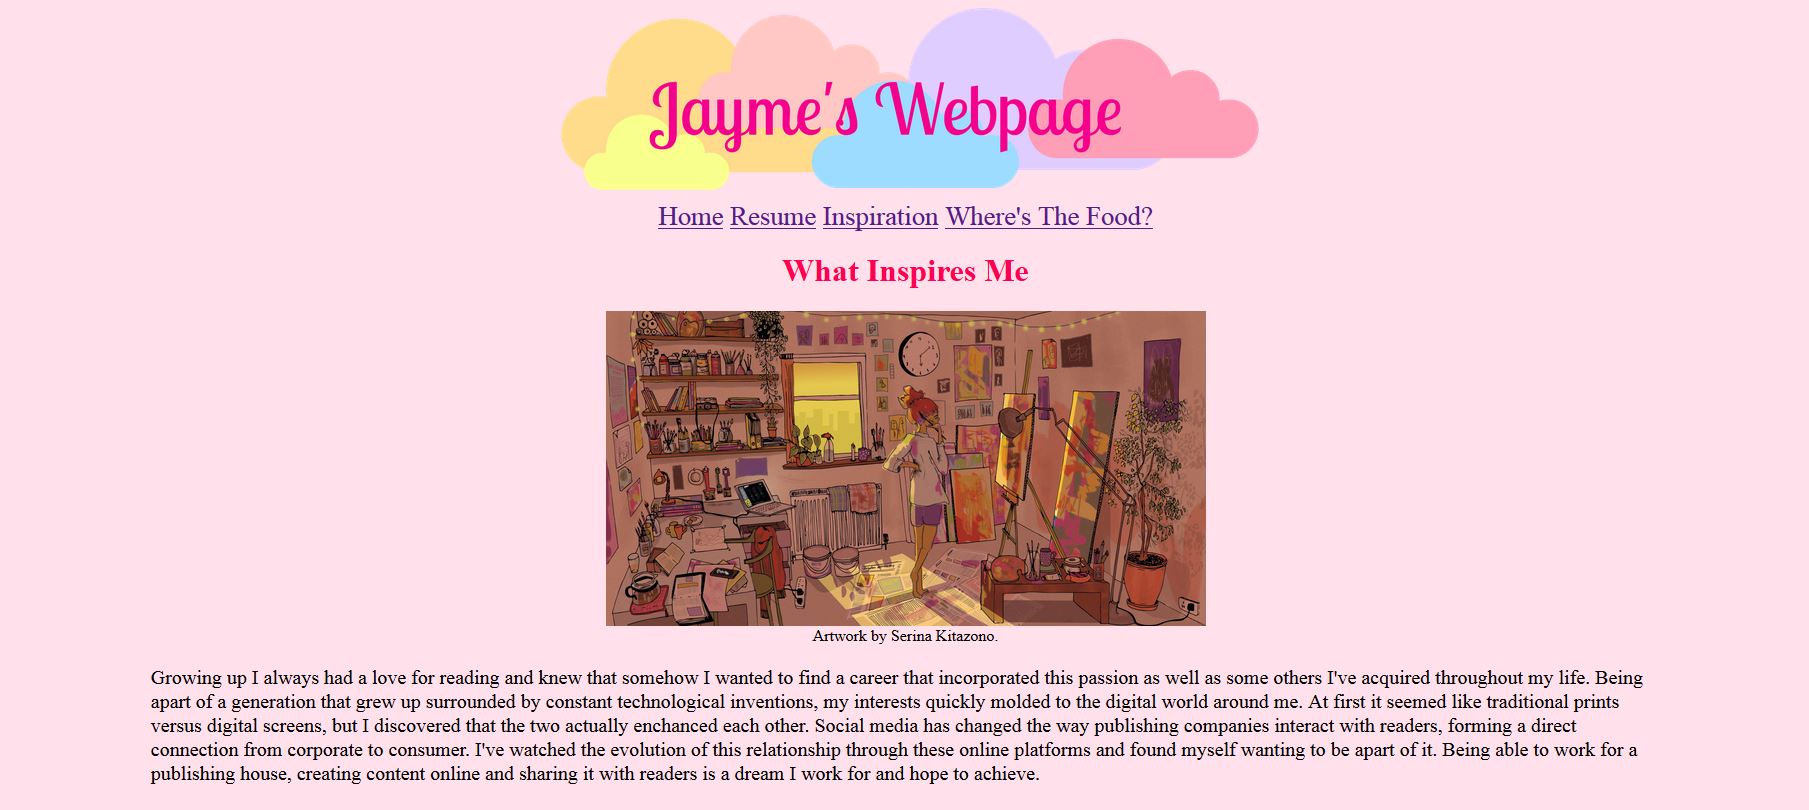 Jayme's Webpage
Home Resume Inspiration Where's The Food?
What Inspires Me
Artwork by Serina Kitazono.
Growing up I always had a love for reading and knew that somehow I wanted to find a career that incorporated this passion as well as some others I've acquired throughout my life. Being
apart of a generation that grew up surrounded by constant technological inventions, my interests quickly molded to the digital world around me. At first it seemed like traditional prints
versus digital screens, but I discovered that the two actually enchanced each other. Social media has changed the way publishing companies interact with readers, forming a direct
connection from corporate to consumer. I've watched the evolution of this relationship through these online platforms and found myself wanting to be apart of it. Being able to work for a
publishing house, creating content online and sharing it with readers is a dream I work for and hope to achieve.